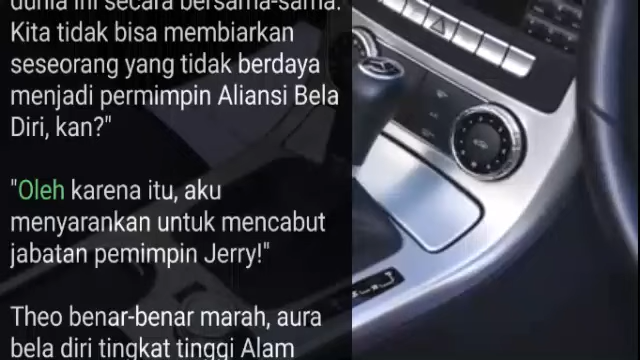 dunia ini secara bersama-sama.
Kita tidak bisa membiarkan
seseorang yang tidak berdaya
menjadi permimpin Aliansi Bela
Diri, kan?"
"Oleh karena itu, aku
menyarankan untuk mencabut
jabatan pemimpin Jerry!"
Theo benar-benar marah, aura
bela diri tingkat tinggi Alam